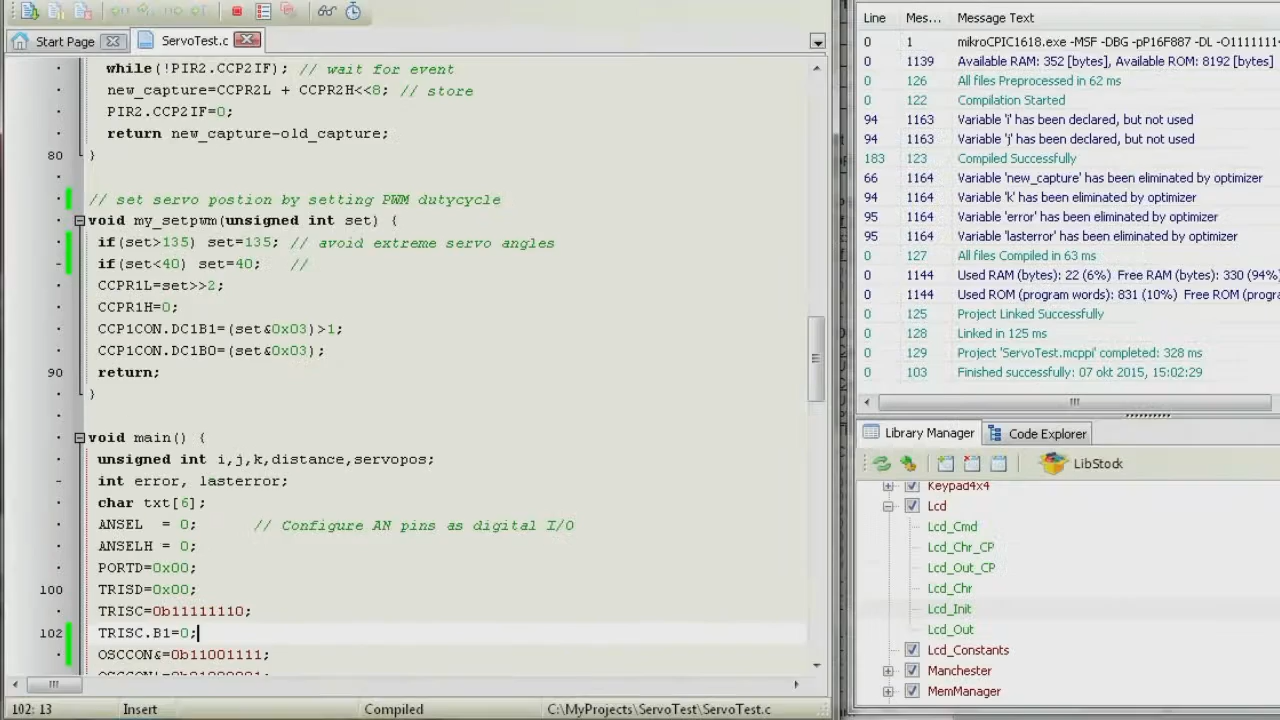 Start Page
ServoTest.c
while(!PIR2.CCP2IF); // wait for event
new_capture=CCPR2L + CCPR2H<<8; // store
PIR2.CCP2IF=0;
return new_capture-old_capture;
80 }
// set servo postion by setting PWM dutycycle
void my_setpwm(unsigned int set) {
if(set>135) set=135; // avoid extreme servo angles
if(set<40) set=40; //
CCPR1L=set>>2;
CCPR1H=0;
CCP1CON.DC1B1=(set&0x03)>1;
CCP1CON.DC1B0=(set&0x03);
90 return;
}
void main() {
unsigned int i,j,k,distance,servopos;
int error, lasterror;
char txt[6];
ANSEL = 0; // Configure AN pins as digital I/O
ANSELH = 0;
PORTD=0x00;
100 TRISD=0x00;
TRISC=0b11111110;
102 TRISC.B1=0;
OSCCON&=0b11001111;
102: 13 Insert Compiled C:\MyProjects\ServoTest\ServoTest.c
Line Mes... Message Text
0 1 mikroCPIC1618.exe -MSF -DBG -pP16F887 -DL -O1111111
0 1139 Available RAM: 352 [bytes], Available ROM: 8192 [bytes]
0 126 All files Preprocessed in 62 ms
0 122 Compilation Started
94 1163 Variable 'i' has been declared, but not used
94 1163 Variable 'j' has been declared, but not used
183 123 Compiled Successfully
66 1164 Variable 'new_capture' has been eliminated by optimizer
94 1164 Variable 'k' has been eliminated by optimizer
95 1164 Variable 'error' has been eliminated by optimizer
95 1164 Variable 'lasterror' has been eliminated by optimizer
0 127 All files Compiled in 63 ms
0 1144 Used RAM (bytes): 22 (6%) Free RAM (bytes): 330 (94%)
0 1144 Used ROM (program words): 831 (10%) Free ROM (progra
0 125 Project Linked Successfully
0 128 Linked in 125 ms
0 129 Project 'ServoTest.mcppi' completed: 328 ms
0 103 Finished successfully: 07 okt 2015, 15:02:29
Library Manager
Code Explorer
LibStock
Keypad4x4
Lcd
Lcd_Cmd
Lcd_Chr_CP
Lcd_Out_CP
Lcd_Chr
Lcd_Init
Lcd_Out
Lcd_Constants
Manchester
MemManager